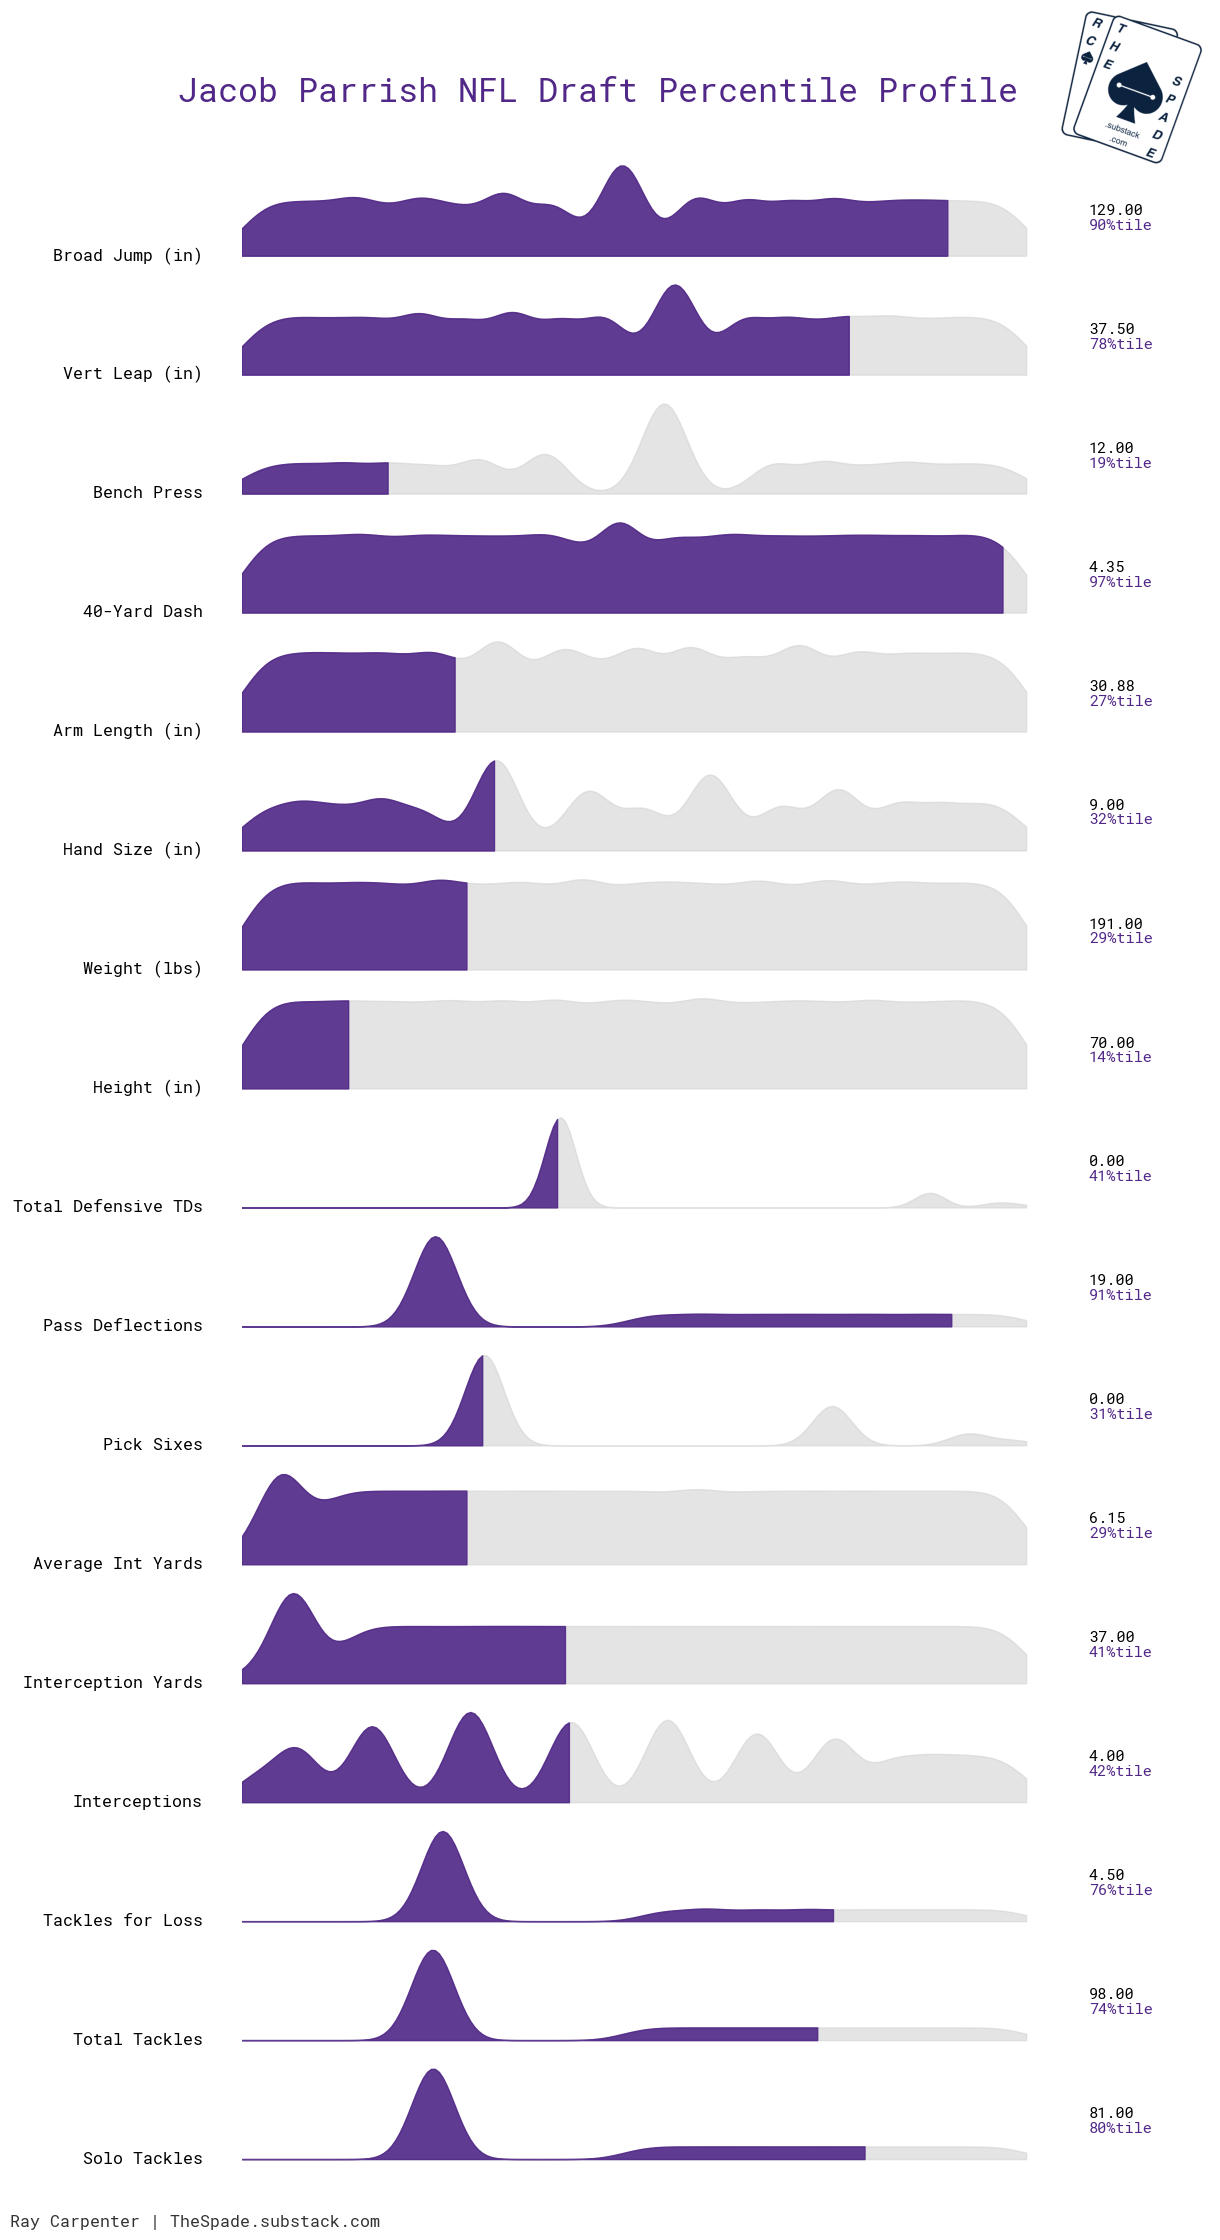 R
C
T
H
E
S
P
A
D
E
.substack
.com
Jacob Parrish NFL Draft Percentile Profile
Broad Jump (in)
129.00
90%tile
Vert Leap (in)
37.50
78%tile
Bench Press
12.00
19%tile
40-Yard Dash
4.35
97%tile
Arm Length (in)
30.88
27%tile
Hand Size (in)
9.00
32%tile
Weight (lbs)
191.00
29%tile
Height (in)
70.00
14%tile
Total Defensive TDs
0.00
41%tile
Pass Deflections
19.00
91%tile
Pick Sixes
0.00
31%tile
Average Int Yards
6.15
29%tile
Interception Yards
37.00
41%tile
Interceptions
4.00
42%tile
Tackles for Loss
4.50
76%tile
Total Tackles
98.00
74%tile
Solo Tackles
81.00
80%tile
Ray Carpenter | TheSpade.substack.com